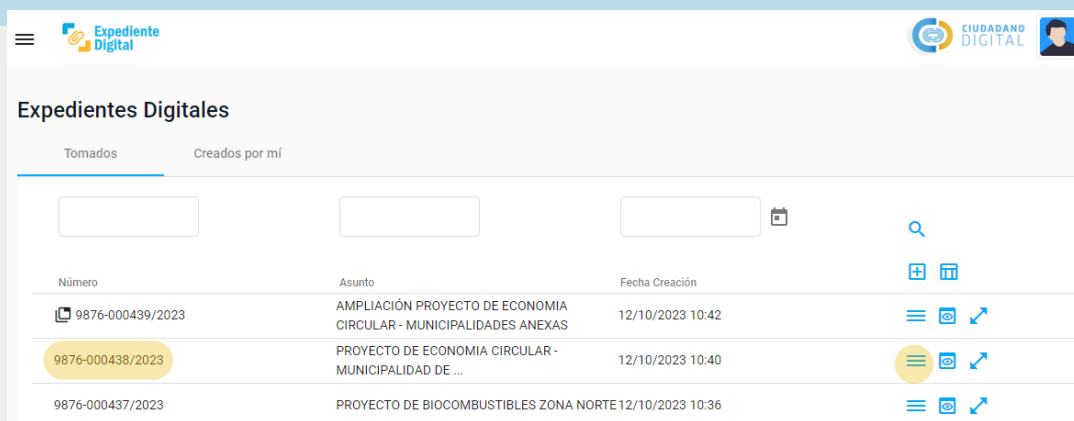 Expediente
Digital
CIUDADANO
DIGITAL
Expedientes Digitales
Tomados Creados por mí
Número Asunto Fecha Creación
9876-000439/2023 AMPLIACIÓN PROYECTO DE ECONOMIA CIRCULAR - MUNICIPALIDADES ANEXAS 12/10/2023 10:42
9876-000438/2023 PROYECTO DE ECONOMIA CIRCULAR - MUNICIPALIDAD DE ... 12/10/2023 10:40
9876-000437/2023 PROYECTO DE BIOCOMBUSTIBLES ZONA NORTE 12/10/2023 10:36